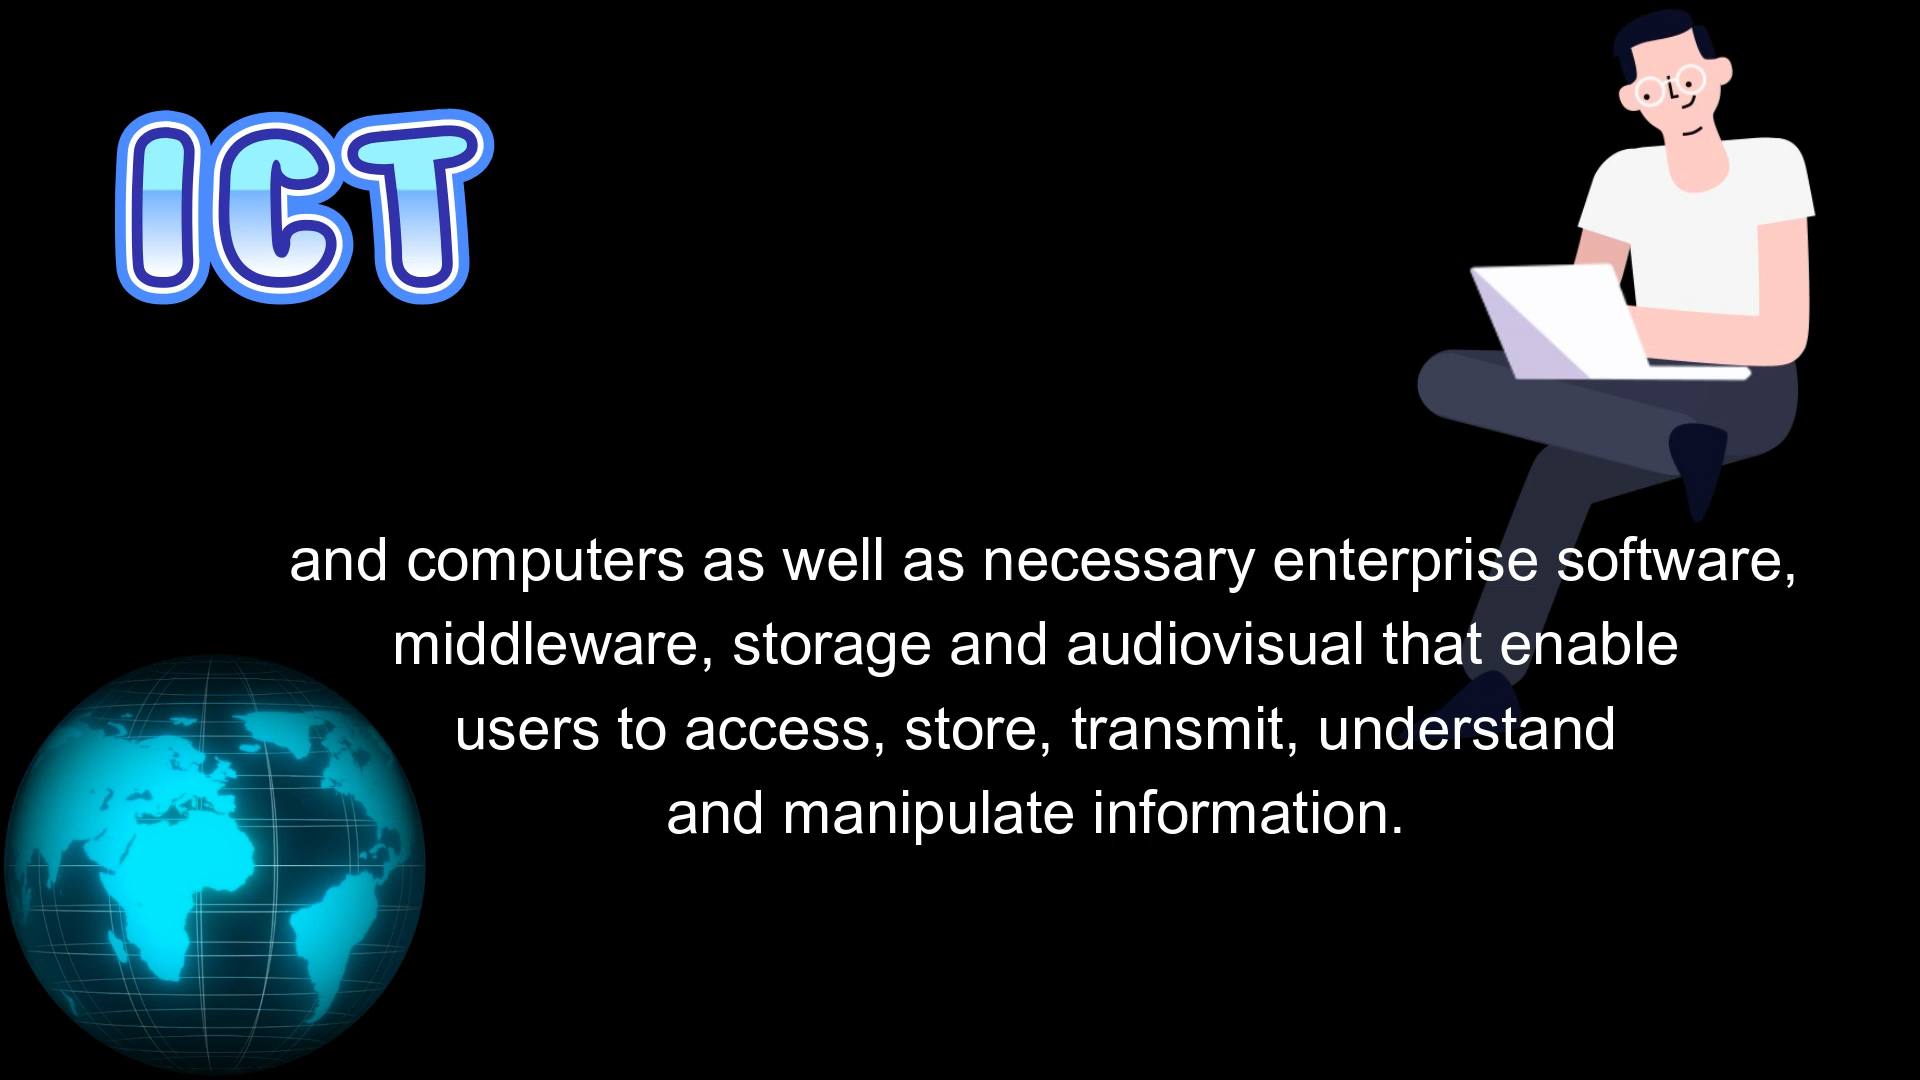 ICT
and computers as well as necessary enterprise software,
middleware, storage and audiovisual that enable
users to access, store, transmit, understand
and manipulate information.